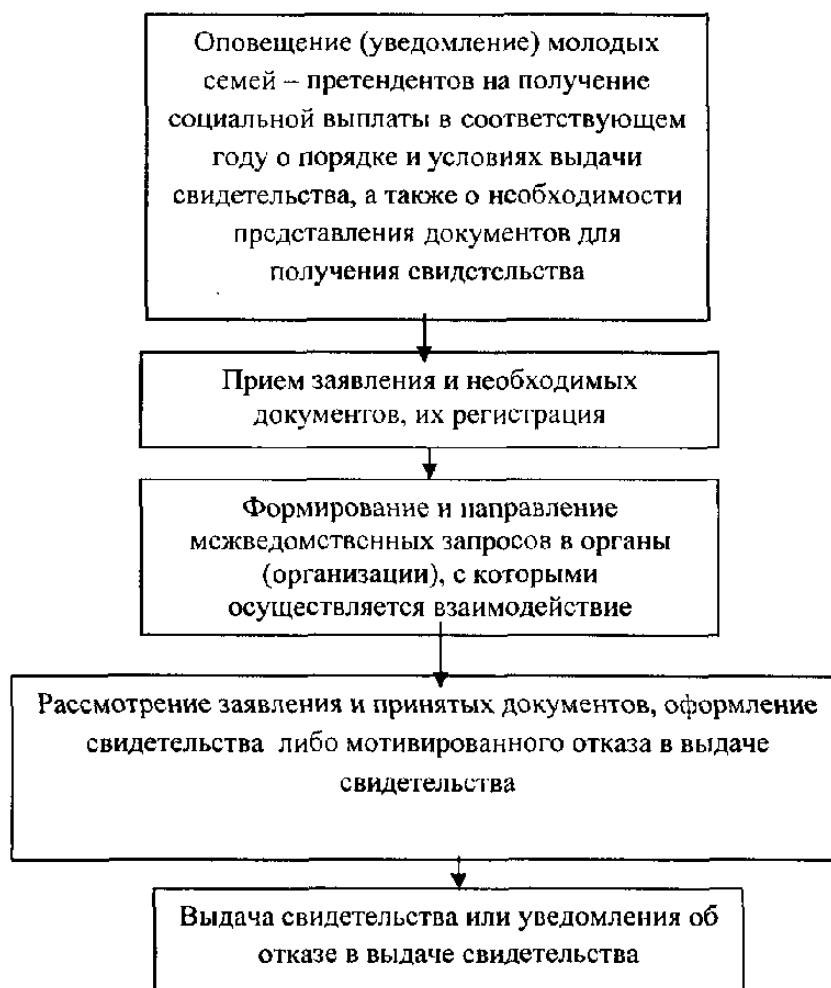 Оповещение (уведомление) молодых
семей – претендентов на получение
социальной выплаты в соответствующем
году о порядке и условиях выдачи
свидетельства, а также о необходимости
представления документов для
получения свидетельства
Прием заявления и необходимых
документов, их регистрация
Формирование и направление
межведомственных запросов в органы
(организации), с которыми
осуществляется взаимодействие
Рассмотрение заявления и принятых документов, оформление
свидетельства либо мотивированного отказа в выдаче
свидетельства
Выдача свидетельства или уведомления об
отказе в выдаче свидетельства